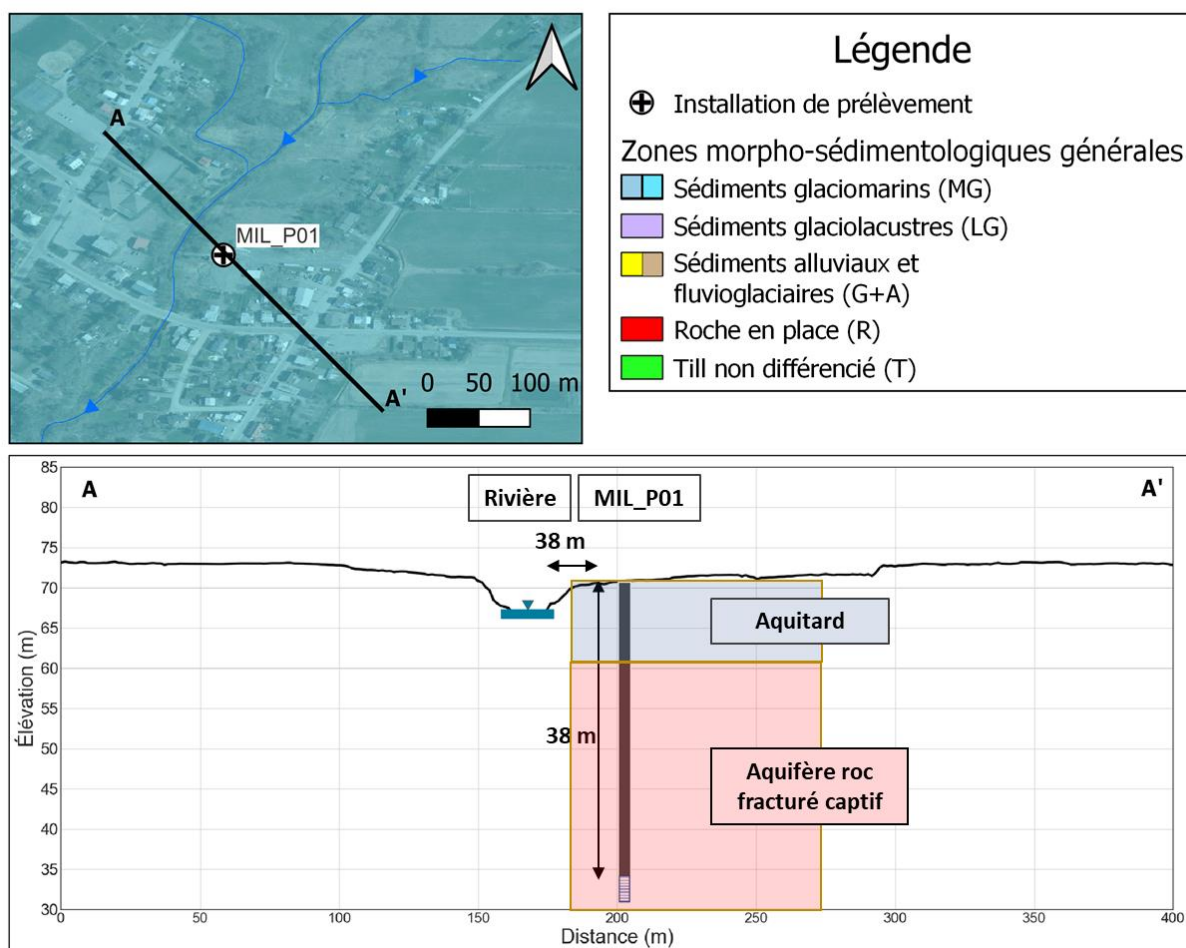 A
MIL_P01
A'
0 50 100 m
Légende
Installation de prélèvement
Zones morpho-sédimentologiques générales
Sédiments glaciomarins (MG)
Sédiments glaciolacustres (LG)
Sédiments alluviaux et
fluvioglaciaires (G+A)
Roche en place (R)
Till non différencié (T)
85
80
75
70
65
60
55
50
45
40
35
30
Élévation (m)
A
Rivière
MIL_P01
A'
38 m
Aquitard
38 m
Aquifère roc
fracturé captif
0 50 100 150 200 250 300 350 400
Distance (m)